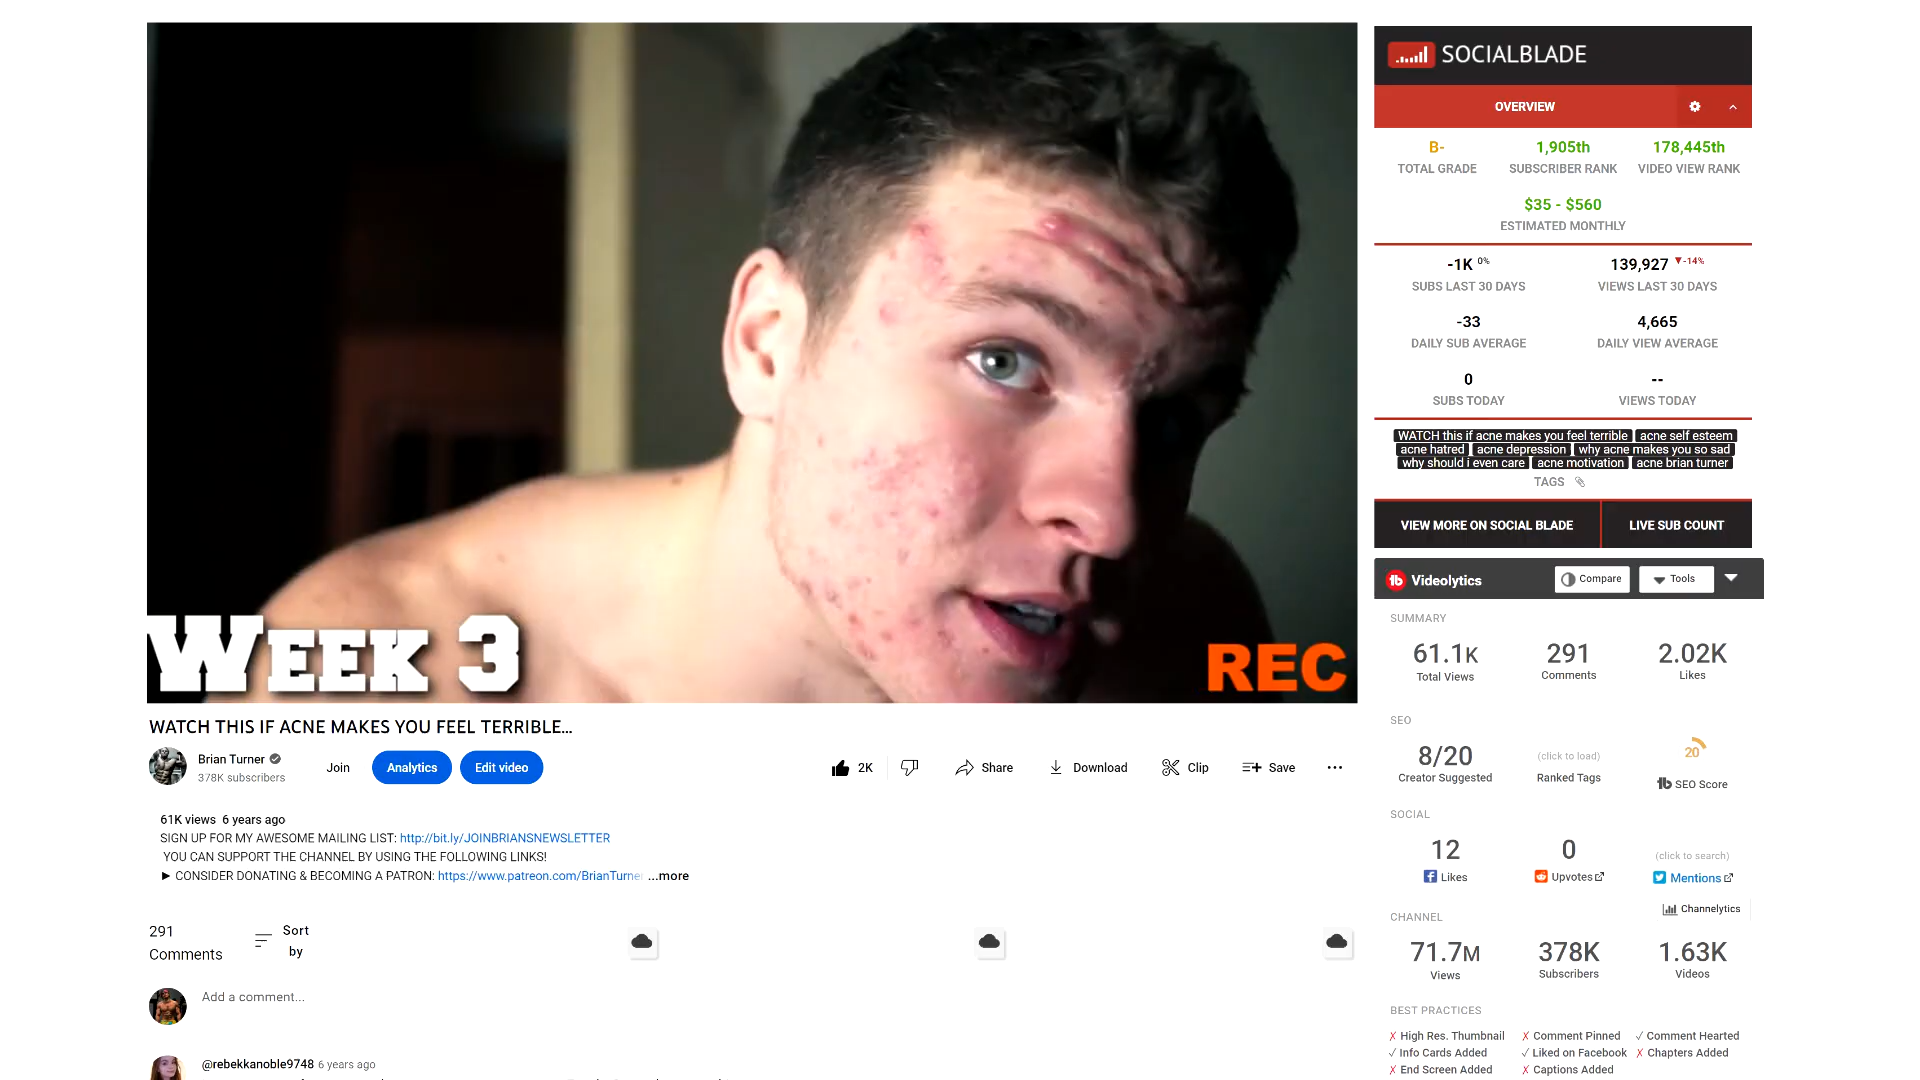 WEEK 3
REC
WATCH THIS IF ACNE MAKES YOU FEEL TERRIBLE...
Brian Turner
378K subscribers
Join
Analytics
Edit video
2K
Share
Download
Clip
Save
61K views 6 years ago
SIGN UP FOR MY AWESOME MAILING LIST: http://bit.ly/JOINBRIANSNEWSLETTER
YOU CAN SUPPORT THE CHANNEL BY USING THE FOLLOWING LINKS!
► CONSIDER DONATING & BECOMING A PATRON: https://www.patreon.com/BrianTurne ...more
291
Comments
Sort
by
Add a comment...
@rebekkanoble9748 6 years ago
SOCIALBLADE
OVERVIEW
B- 1,905th 178,445th
TOTAL GRADE SUBSCRIBER RANK VIDEO VIEW RANK
$35 - $560
ESTIMATED MONTHLY
-1K 0% 139,927 ▼-14%
SUBS LAST 30 DAYS VIEWS LAST 30 DAYS
-33 4,665
DAILY SUB AVERAGE DAILY VIEW AVERAGE
0 --
SUBS TODAY VIEWS TODAY
WATCH this if acne makes you feel terrible acne self esteem
acne hatred acne depression why acne makes you so sad
why should i even care acne motivation acne brian turner
TAGS
VIEW MORE ON SOCIAL BLADE LIVE SUB COUNT
tb Videolytics Compare Tools
SUMMARY
61.1K 291 2.02K
Total Views Comments Likes
SEO
8/20 (click to load) 20
Creator Suggested Ranked Tags tb SEO Score
SOCIAL
12 0 (click to search)
Likes Upvotes Mentions
CHANNEL Channelytics
71.7M 378K 1.63K
Views Subscribers Videos
BEST PRACTICES
✗ High Res. Thumbnail ✗ Comment Pinned ✓ Comment Hearted
✓ Info Cards Added ✓ Liked on Facebook ✗ Chapters Added
✗ End Screen Added ✗ Captions Added